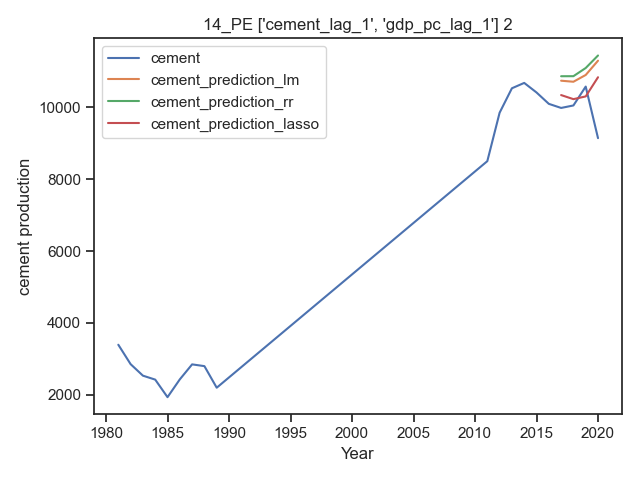 14_PE ['cement_lag_1', 'gdp_pc_lag_1'] 2
cement
cement_prediction_lm
cement_prediction_rr
cement_prediction_lasso
cement production
10000
8000
6000
4000
2000
1980 1985 1990 1995 2000 2005 2010 2015 2020
Year